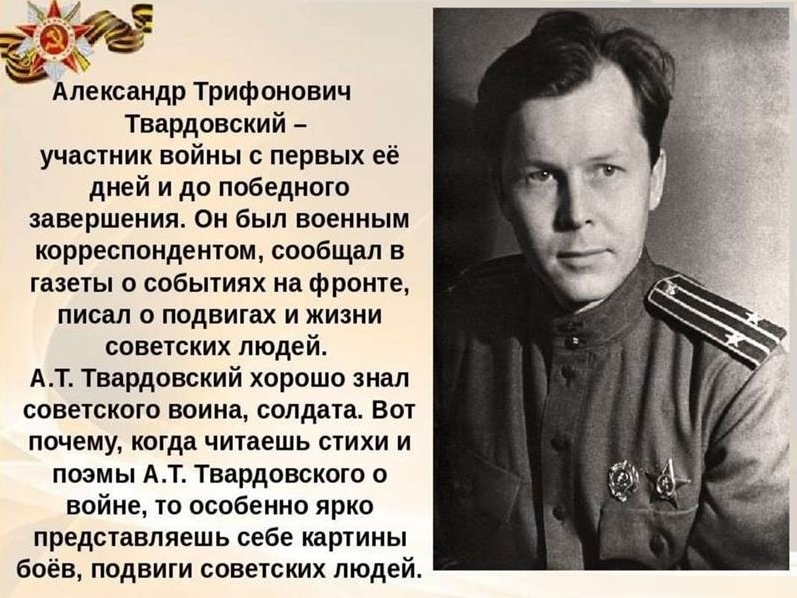 Александр Трифонович
Твардовский –
участник войны с первых её
дней и до победного
завершения. Он был военным
корреспондентом, сообщал в
газеты о событиях на фронте,
писал о подвигах и жизни
советских людей.
А.Т. Твардовский хорошо знал
советского воина, солдата. Вот
почему, когда читаешь стихи и
поэмы А.Т. Твардовского о
войне, то особенно ярко
представляешь себе картины
боёв, подвиги советских людей.